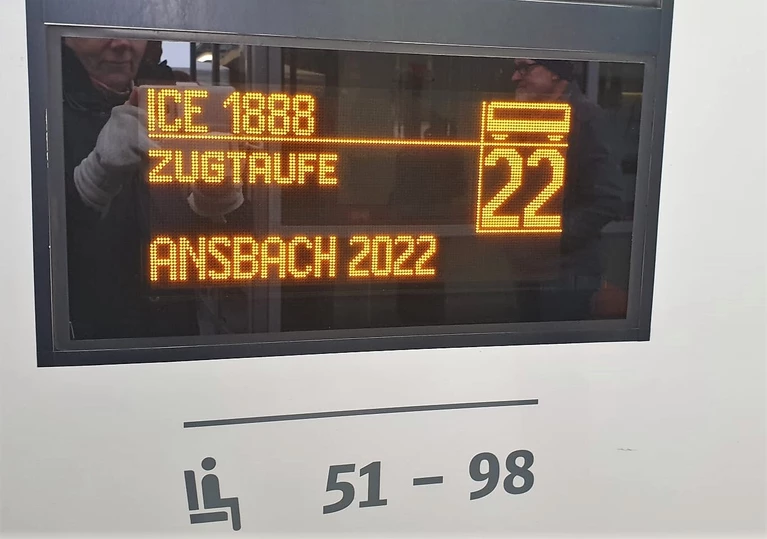 ICE 1888
ZUGTAUFE
22
ANSBACH 2022
51 – 98